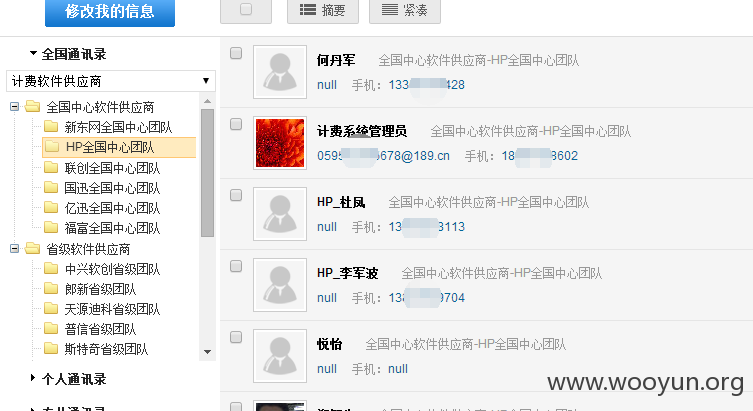 修改我的信息
摘要
紧凑
全国通讯录
计费软件供应商
全国中心软件供应商
新东网全国中心团队
HP全国中心团队
联创全国中心团队
国迅全国中心团队
亿迅全国中心团队
福富全国中心团队
省级软件供应商
中兴软创省级团队
郎新省级团队
天源迪科省级团队
普信省级团队
斯特奇省级团队
个人通讯录
何丹军 全国中心软件供应商-HP全国中心团队
null 手机：133 428
计费系统管理员 全国中心软件供应商-HP全国中心团队
0595 5678@189.cn 手机：18 8602
HP_杜凤 全国中心软件供应商-HP全国中心团队
null 手机：13 3113
HP_李军波 全国中心软件供应商-HP全国中心团队
null 手机：13 9704
悦怡 全国中心软件供应商-HP全国中心团队
null 手机：null
www.wooyun.org